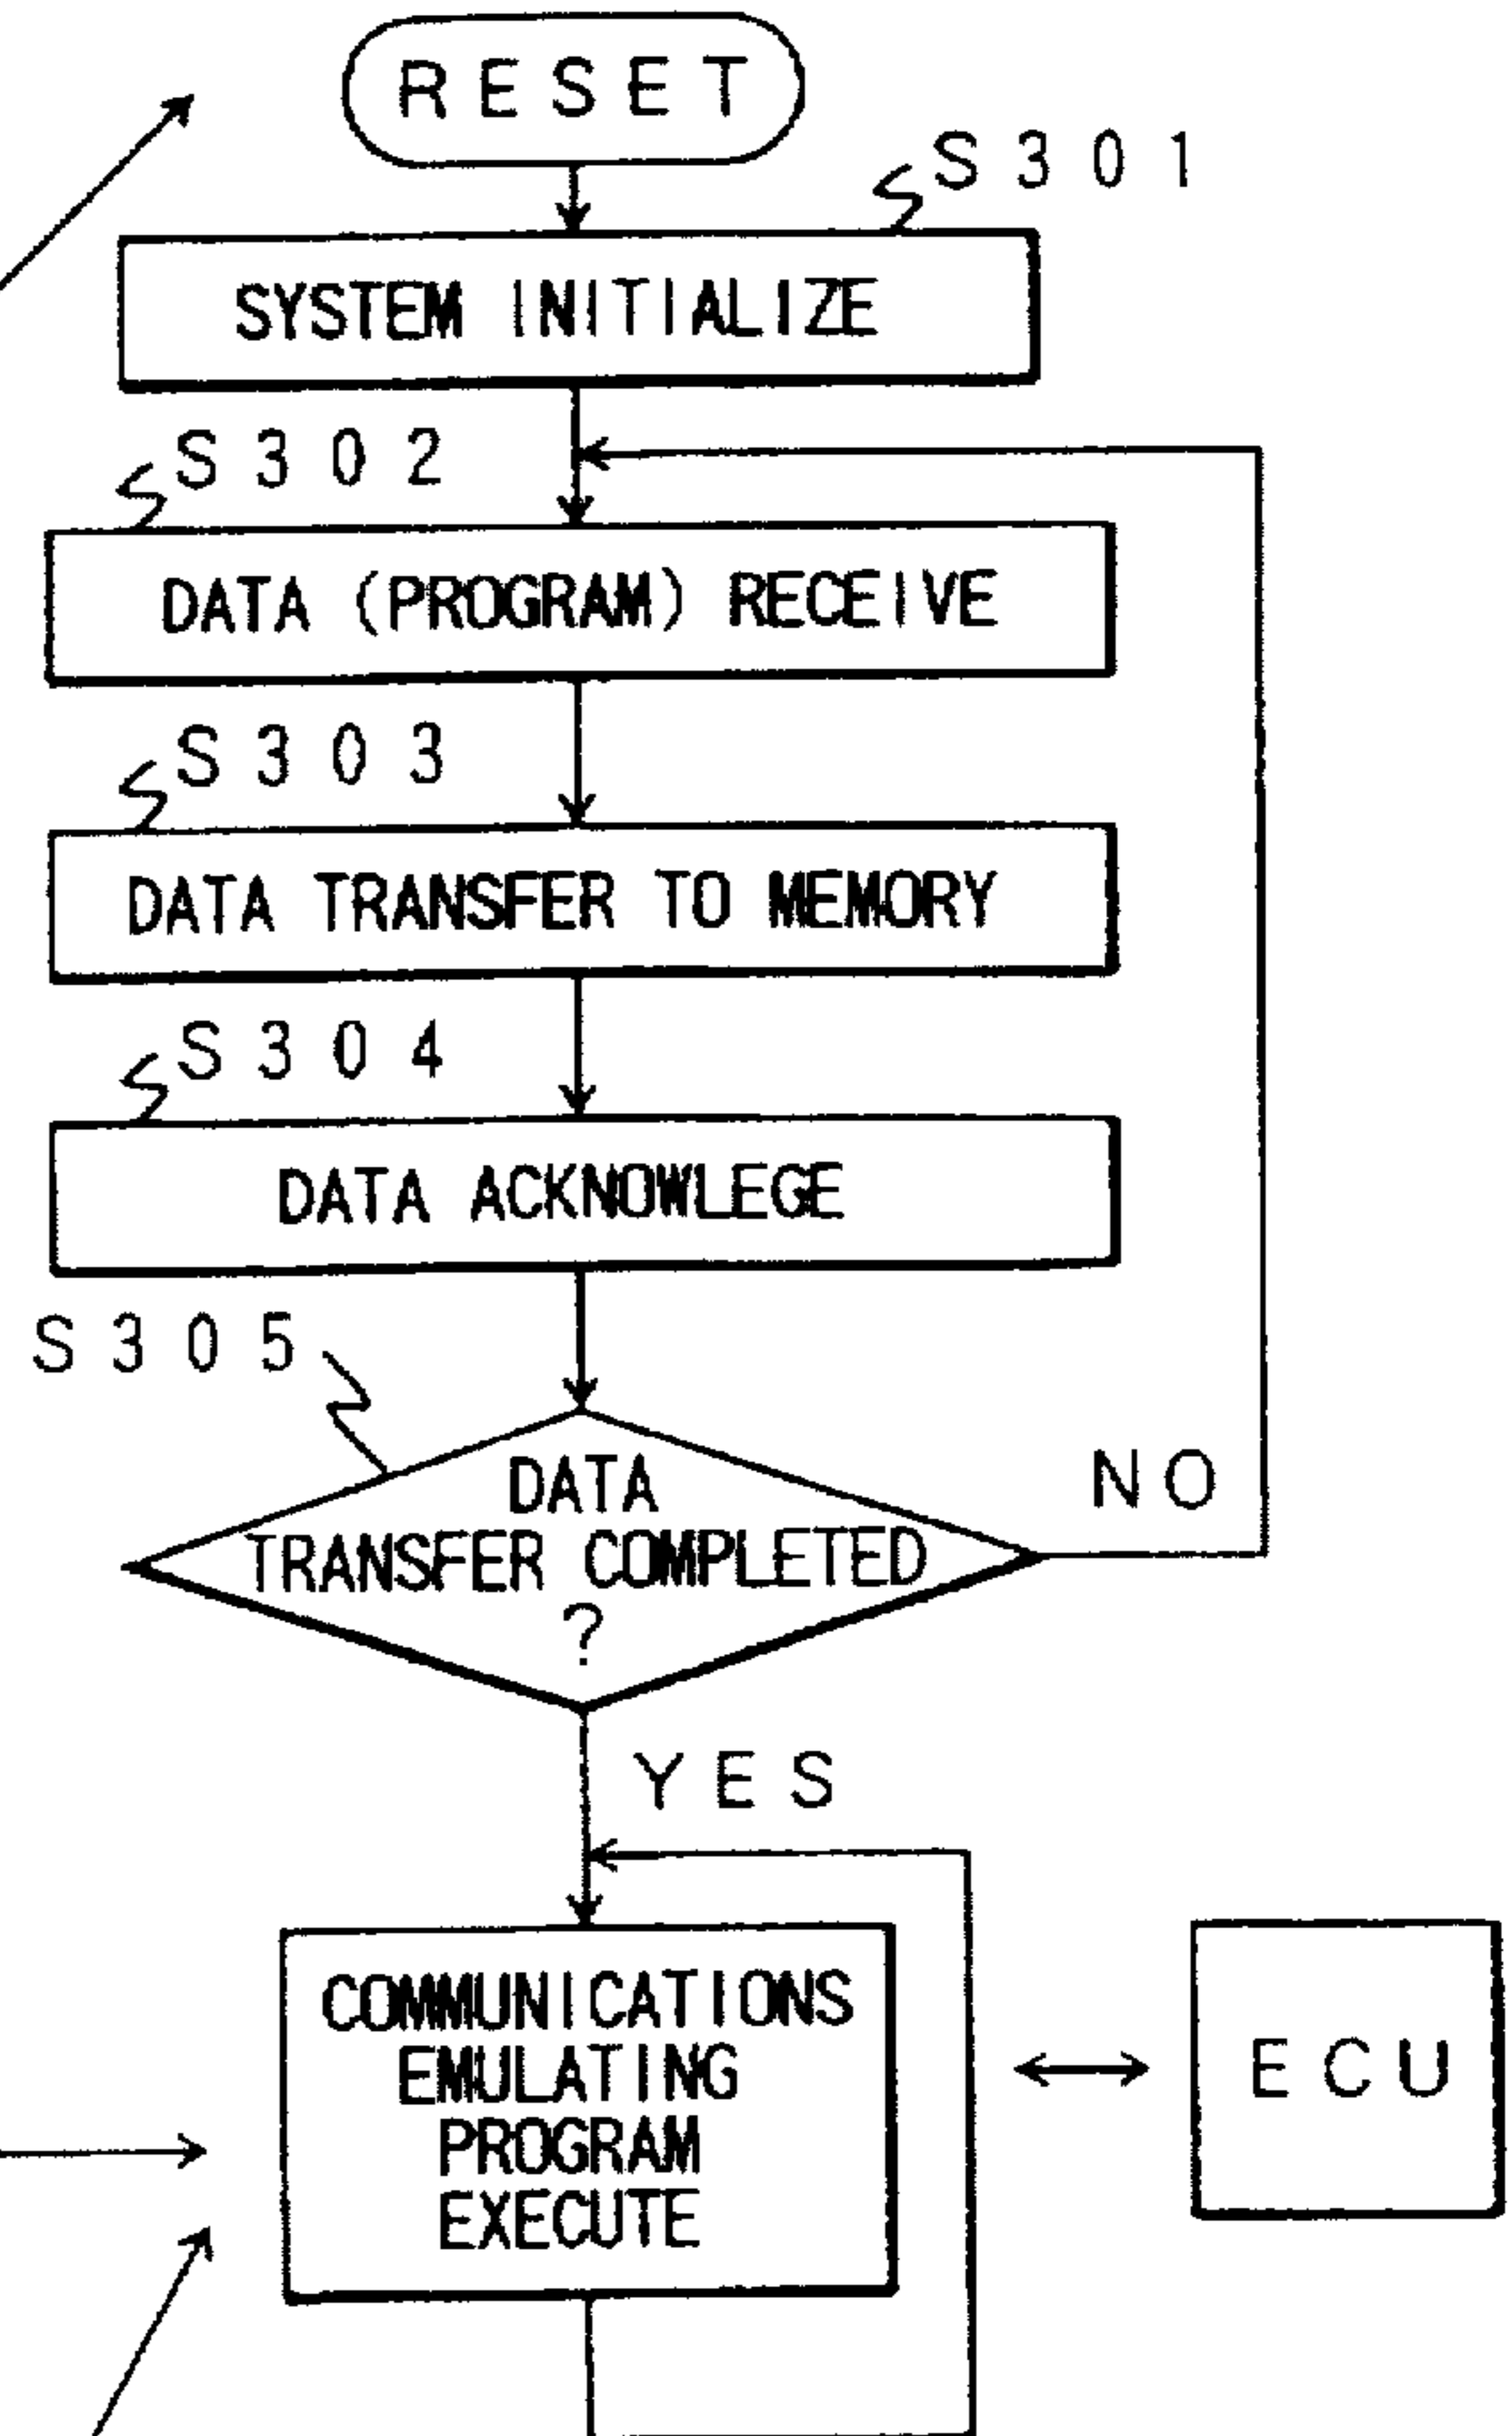 RESET
S301
SYSTEM INITIALIZE
S302
DATA (PROGRAM) RECEIVE
S303
DATA TRANSFER TO MEMORY
S304
DATA ACKNOWLEGE
S305
DATA
TRANSFER COMPLETED
?
NO
YES
COMMUNICATIONS
EMULATING
PROGRAM
EXECUTE
ECU